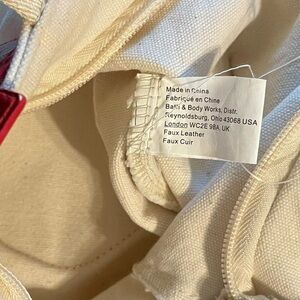 Made in China
Fabriqué en Chine
Bath & Body Works, Distr.
Reynoldsburg, Ohio 43068 USA
London WC2E 9BA, UK
Faux Leather
Faux Cuir